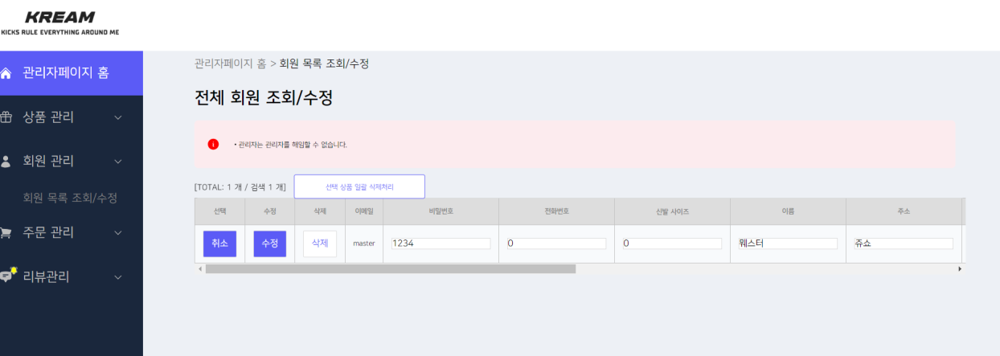 KREAM
KICKS RULE EVERYTHING AROUND ME
관리자페이지 홈
상품 관리
회원 관리
회원 목록 조회/수정
주문 관리
리뷰관리
관리자페이지 홈 > 회원 목록 조회/수정
전체 회원 조회/수정
• 관리자는 관리자를 해임할 수 없습니다.
[TOTAL: 1 개 / 검색 1 개] 선택 상품 일괄 삭제처리
선택 수정 삭제 이메일 비밀번호 전화번호 신발 사이즈 이름 주소
취소 수정 삭제 master 1234 0 0 뭬스터 쥬쇼